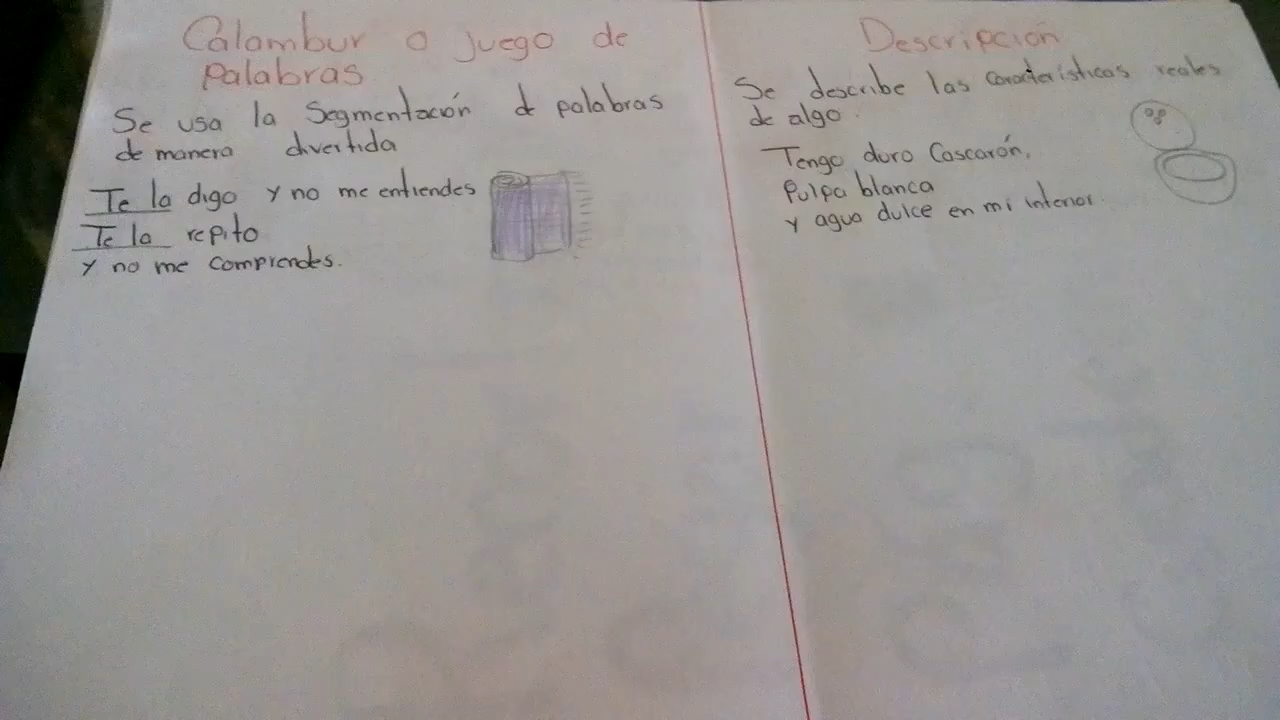 Calambur o juego de
palabras
Se usa la Segmentación d palabras
de manera divertida
Te la digo y no me entiendes
Te la repito
Y no me comprendes.
Descripción
Se describe las características reales
de algo.
Tengo duro Cascarón,
Pulpa blanca
y agua dulce en mi interior.